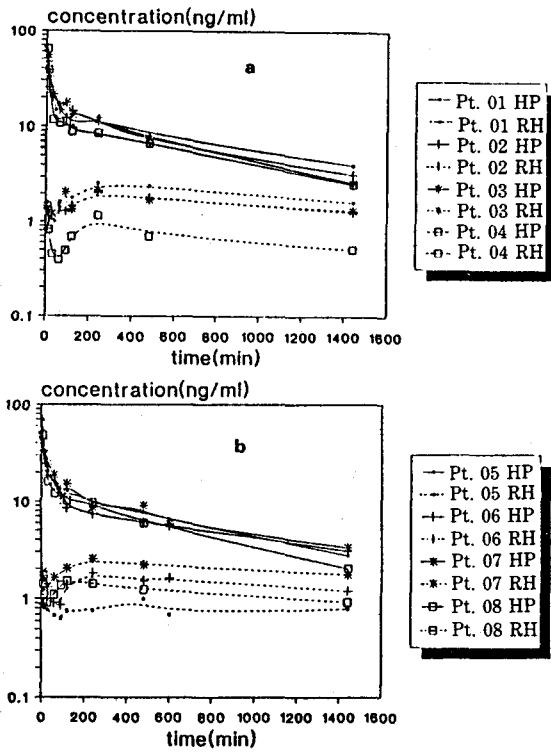 concentration(ng/ml)
a
100
10
1
0.1
0 200 400 600 800 1000 1200 1400 1600
time(min)
Pt. 01 HP
Pt. 01 RH
Pt. 02 HP
Pt. 02 RH
Pt. 03 HP
Pt. 03 RH
Pt. 04 HP
Pt. 04 RH
concentration(ng/ml)
b
100
10
1
0.1
0 200 400 600 800 1000 1200 1400 1600
time(min)
Pt. 05 HP
Pt. 05 RH
Pt. 06 HP
Pt. 06 RH
Pt. 07 HP
Pt. 07 RH
Pt. 08 HP
Pt. 08 RH